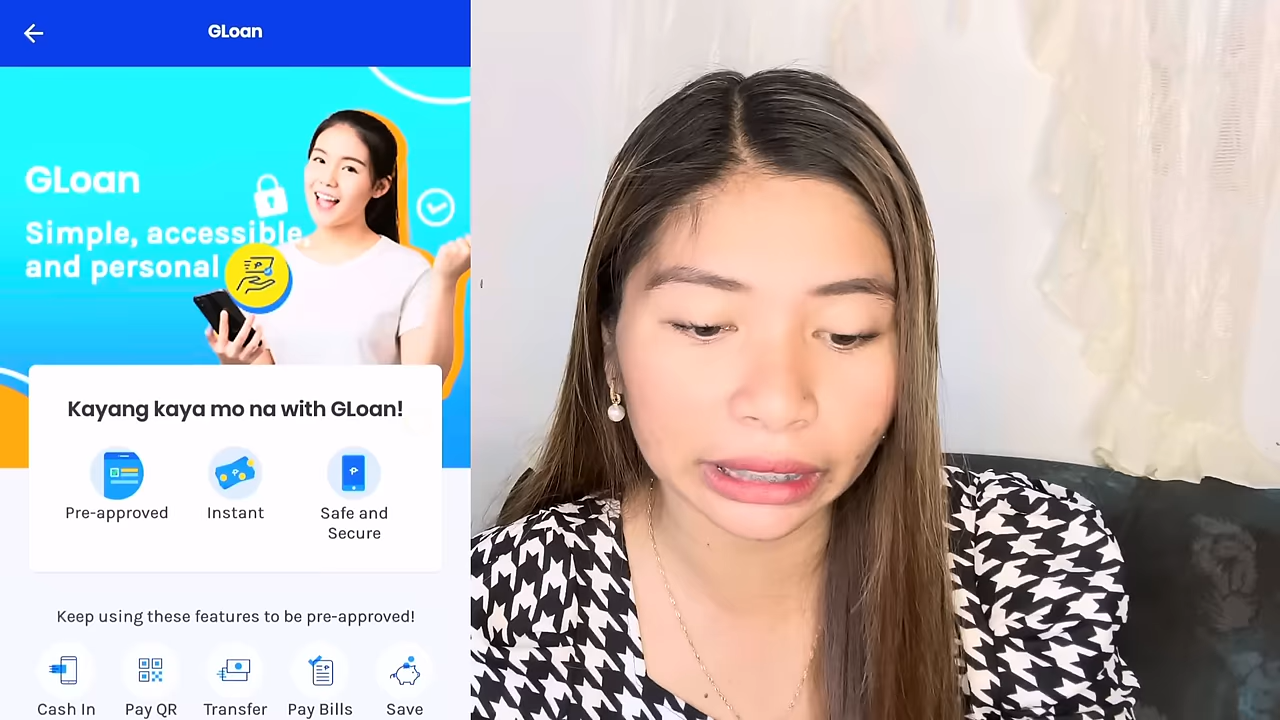 GLoan
GLoan
Simple, accessible,
and personal
Kayang kaya mo na with GLoan!
Pre-approved
Instant
Safe and
Secure
Keep using these features to be pre-approved!
Cash In
Pay QR
Transfer
Pay Bills
Save